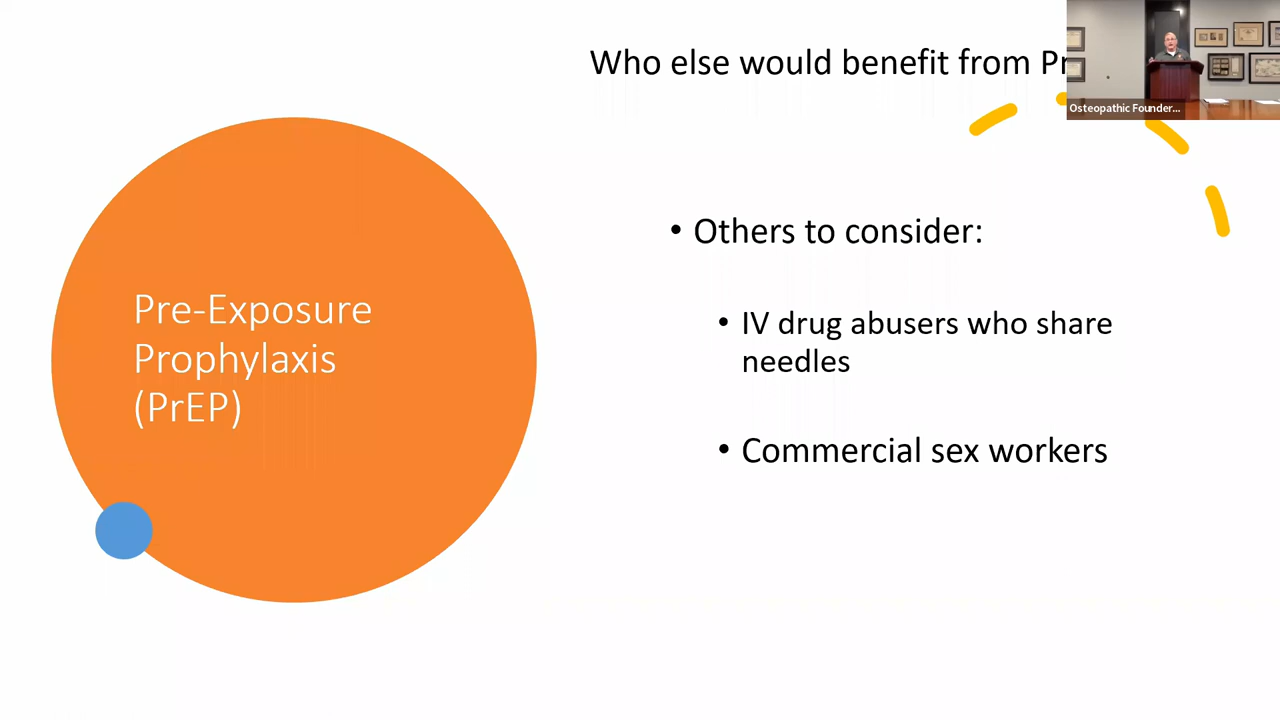 Who else would benefit from
Osteopathic Founder...
Pre-Exposure
Prophylaxis
(PrEP)
• Others to consider:
• IV drug abusers who share
needles
• Commercial sex workers